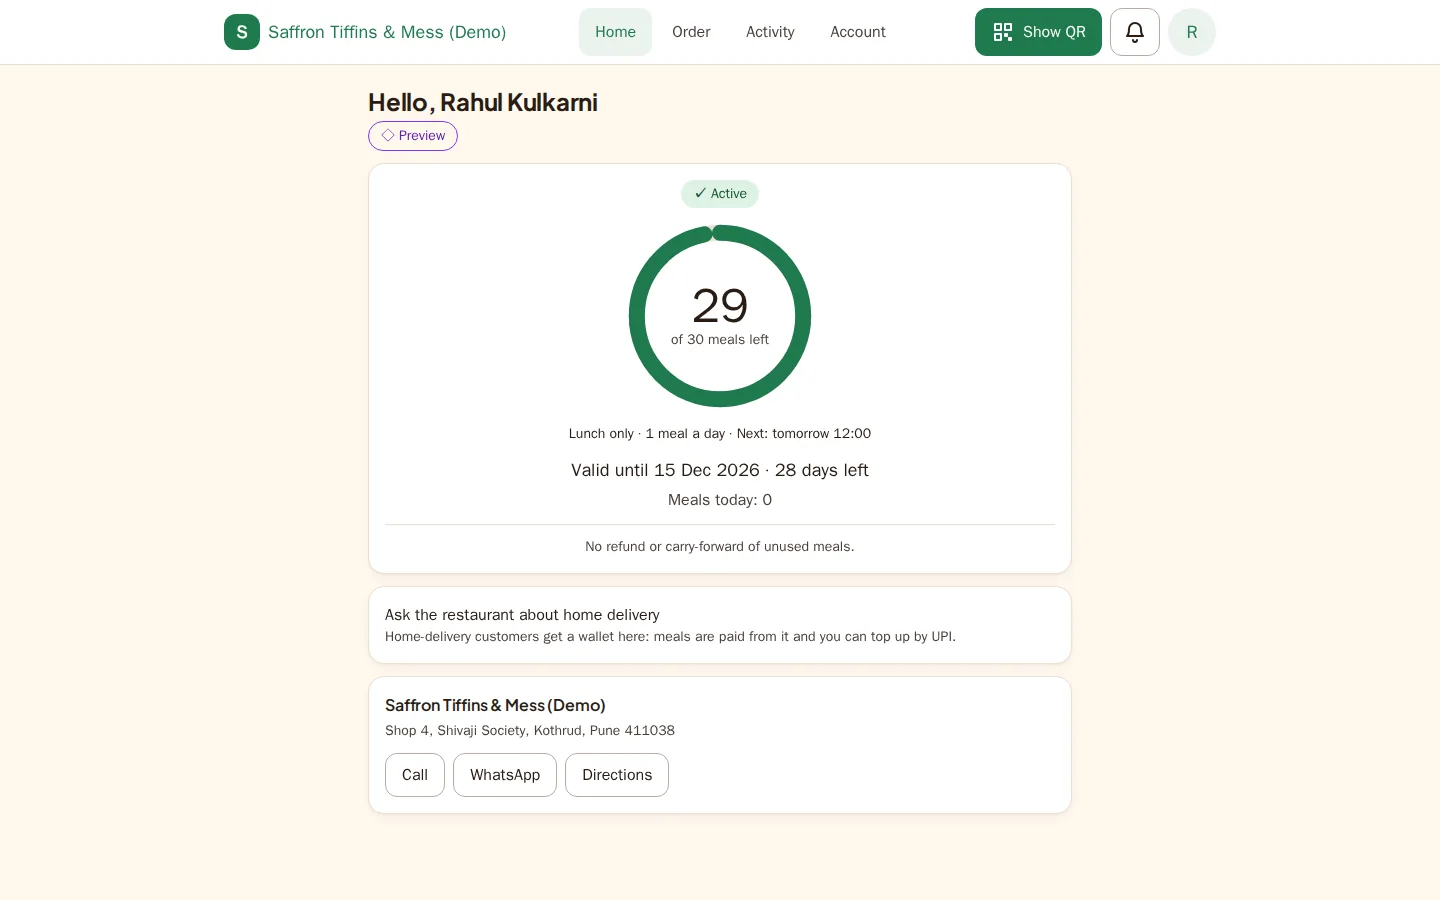 S Saffron Tiffins & Mess (Demo) Home Order Activity Account Show QR R
Hello, Rahul Kulkarni
◇ Preview
✓ Active
29
of 30 meals left
Lunch only · 1 meal a day · Next: tomorrow 12:00
Valid until 15 Dec 2026 · 28 days left
Meals today: 0
No refund or carry-forward of unused meals.
Ask the restaurant about home delivery
Home-delivery customers get a wallet here: meals are paid from it and you can top up by UPI.
Saffron Tiffins & Mess (Demo)
Shop 4, Shivaji Society, Kothrud, Pune 411038
Call WhatsApp Directions